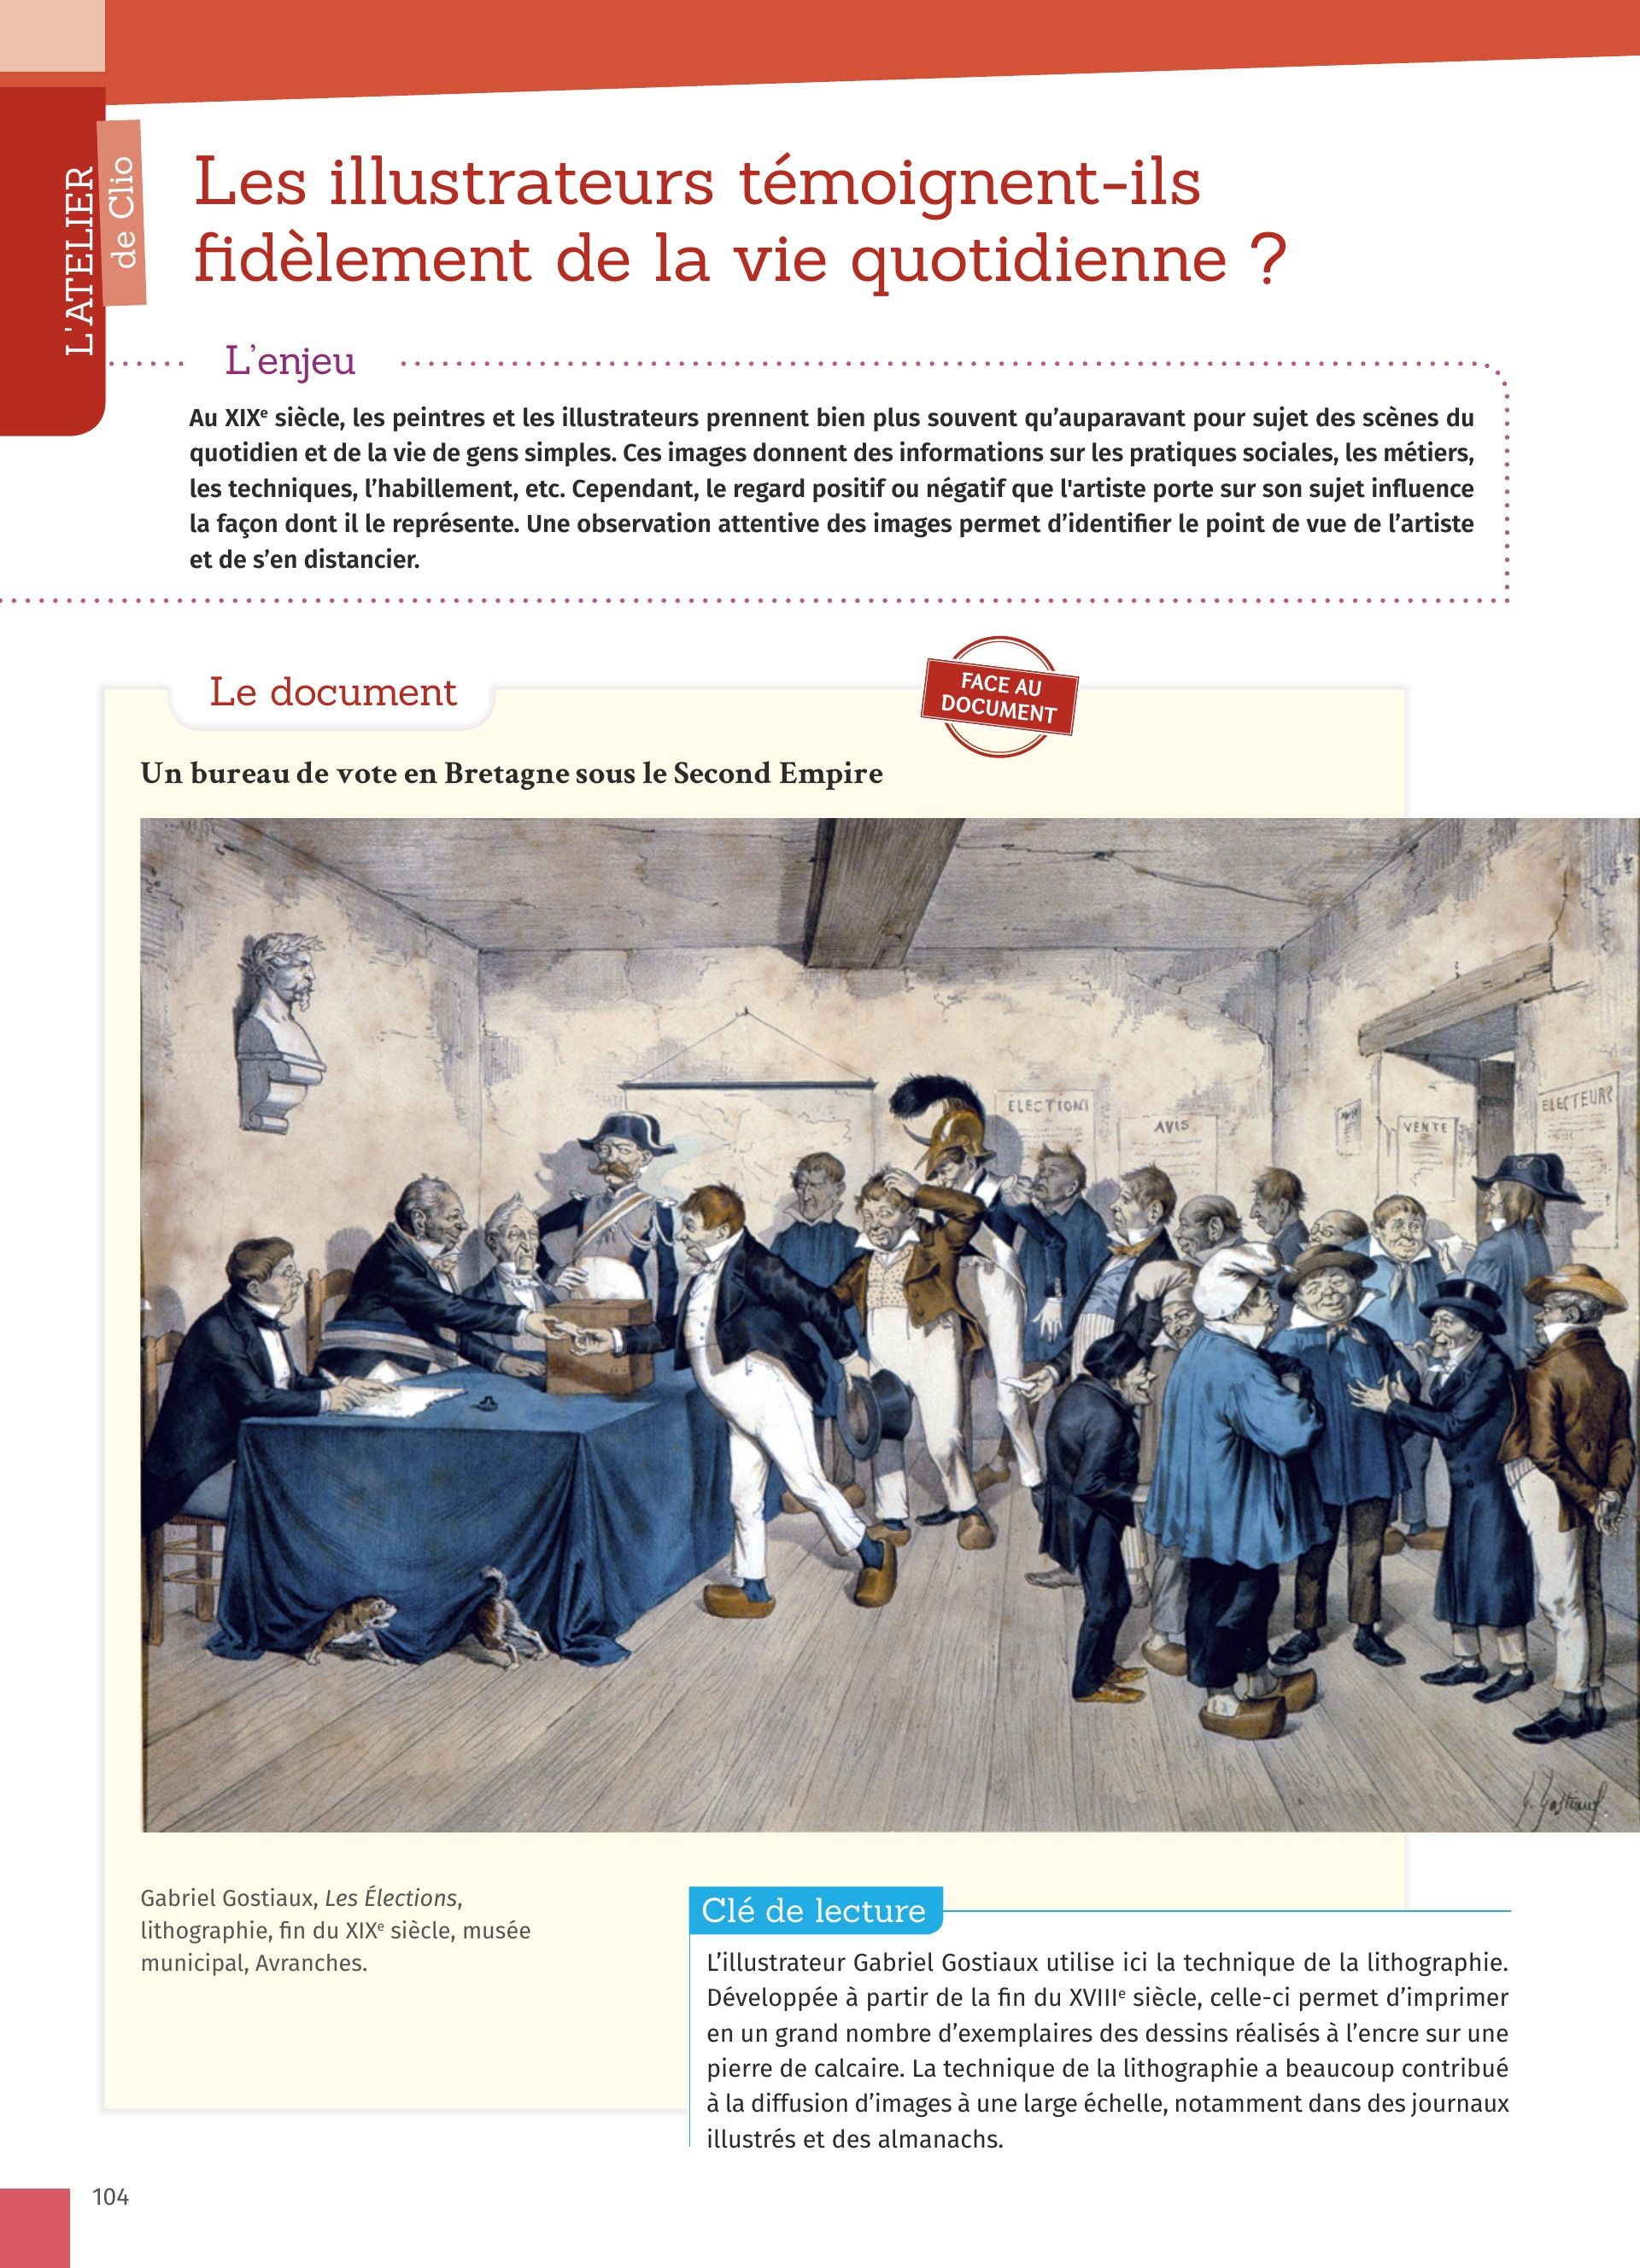 L'ATELIER
de Clio
Les illustrateurs témoignent-ils
fidèlement de la vie quotidienne ?
L'enjeu
Au XIXᵉ siècle, les peintres et les illustrateurs prennent bien plus souvent qu’auparavant pour sujet des scènes du
quotidien et de la vie de gens simples. Ces images donnent des informations sur les pratiques sociales, les métiers,
les techniques, l’habillement, etc. Cependant, le regard positif ou négatif que l'artiste porte sur son sujet influence
la façon dont il le représente. Une observation attentive des images permet d’identifier le point de vue de l’artiste
et de s’en distancier.
Le document
FACE AU
DOCUMENT
Un bureau de vote en Bretagne sous le Second Empire
ELECTIONS
AVIS
VENTE
ELECTEURS
G. Gostiaux
Gabriel Gostiaux, Les Élections,
lithographie, fin du XIXᵉ siècle, musée
municipal, Avranches.
Clé de lecture
L’illustrateur Gabriel Gostiaux utilise ici la technique de la lithographie.
Développée à partir de la fin du XVIIIᵉ siècle, celle-ci permet d’imprimer
en un grand nombre d’exemplaires des dessins réalisés à l’encre sur une
pierre de calcaire. La technique de la lithographie a beaucoup contribué
à la diffusion d’images à une large échelle, notamment dans des journaux
illustrés et des almanachs.
104